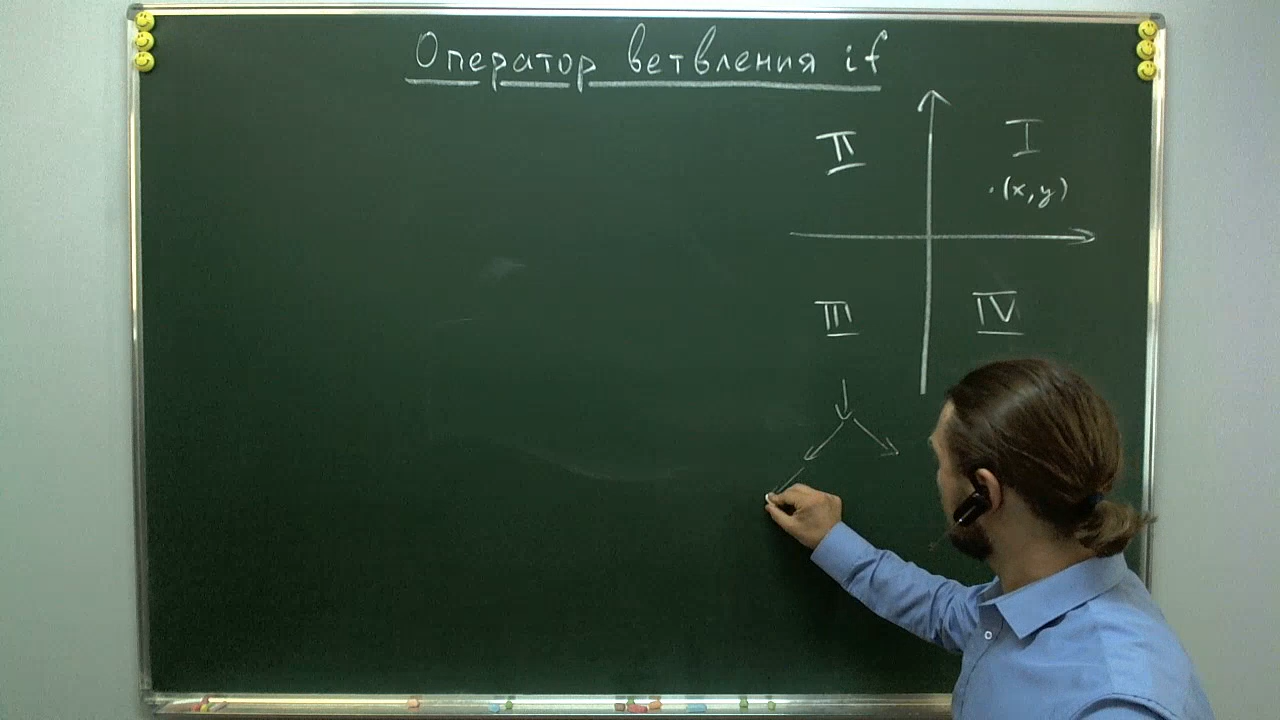 Оператор ветвления if
II
I
(x, y)
III
IV